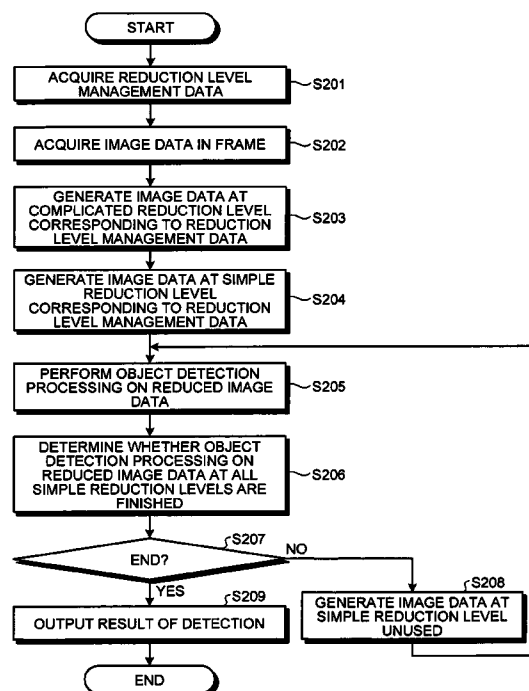 START
ACQUIRE REDUCTION LEVEL
MANAGEMENT DATA
S201
ACQUIRE IMAGE DATA IN FRAME
S202
GENERATE IMAGE DATA AT
COMPLICATED REDUCTION LEVEL
CORRESPONDING TO REDUCTION
LEVEL MANAGEMENT DATA
S203
GENERATE IMAGE DATA AT SIMPLE
REDUCTION LEVEL
CORRESPONDING TO REDUCTION
LEVEL MANAGEMENT DATA
S204
PERFORM OBJECT DETECTION
PROCESSING ON REDUCED IMAGE
DATA
S205
DETERMINE WHETHER OBJECT
DETECTION PROCESSING ON
REDUCED IMAGE DATA AT ALL
SIMPLE REDUCTION LEVELS ARE
FINISHED
S206
S207
END?
NO
YES
S208
GENERATE IMAGE DATA AT
SIMPLE REDUCTION LEVEL
UNUSED
S209
OUTPUT RESULT OF DETECTION
END